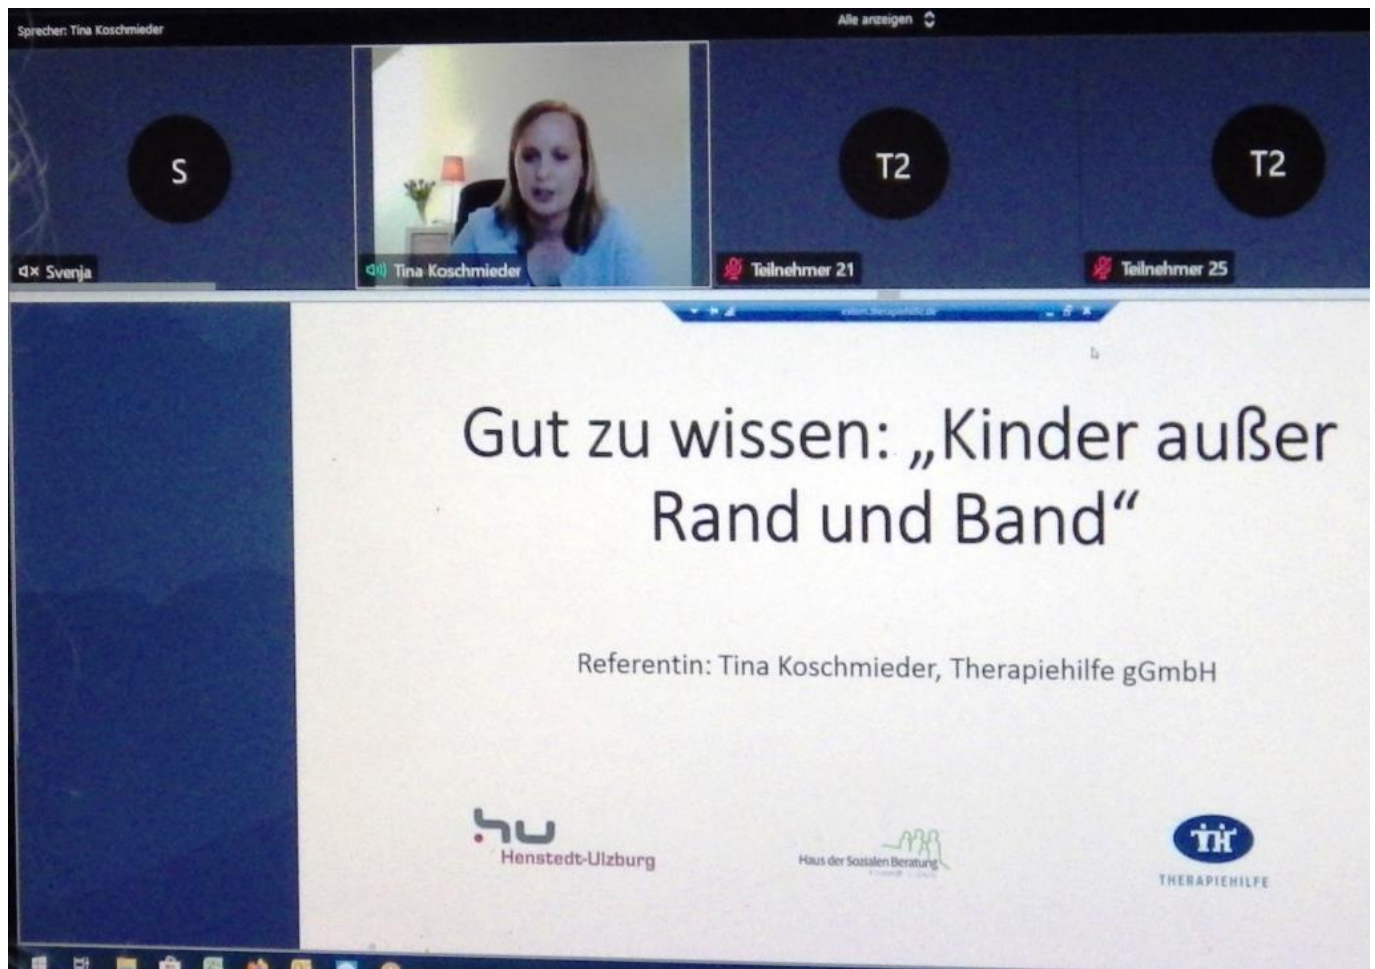 Sprecher: Tina Koschmieder
Alle anzeigen
S
T2
T2
Svenja
Tina Koschmieder
Teilnehmer 21
Teilnehmer 25
Gut zu wissen: „Kinder außer
Rand und Band“
Referentin: Tina Koschmieder, Therapiehilfe gGmbH
hu
Henstedt-Ulzburg
Haus der Sozialen Beratung
TH
THERAPIEHILFE